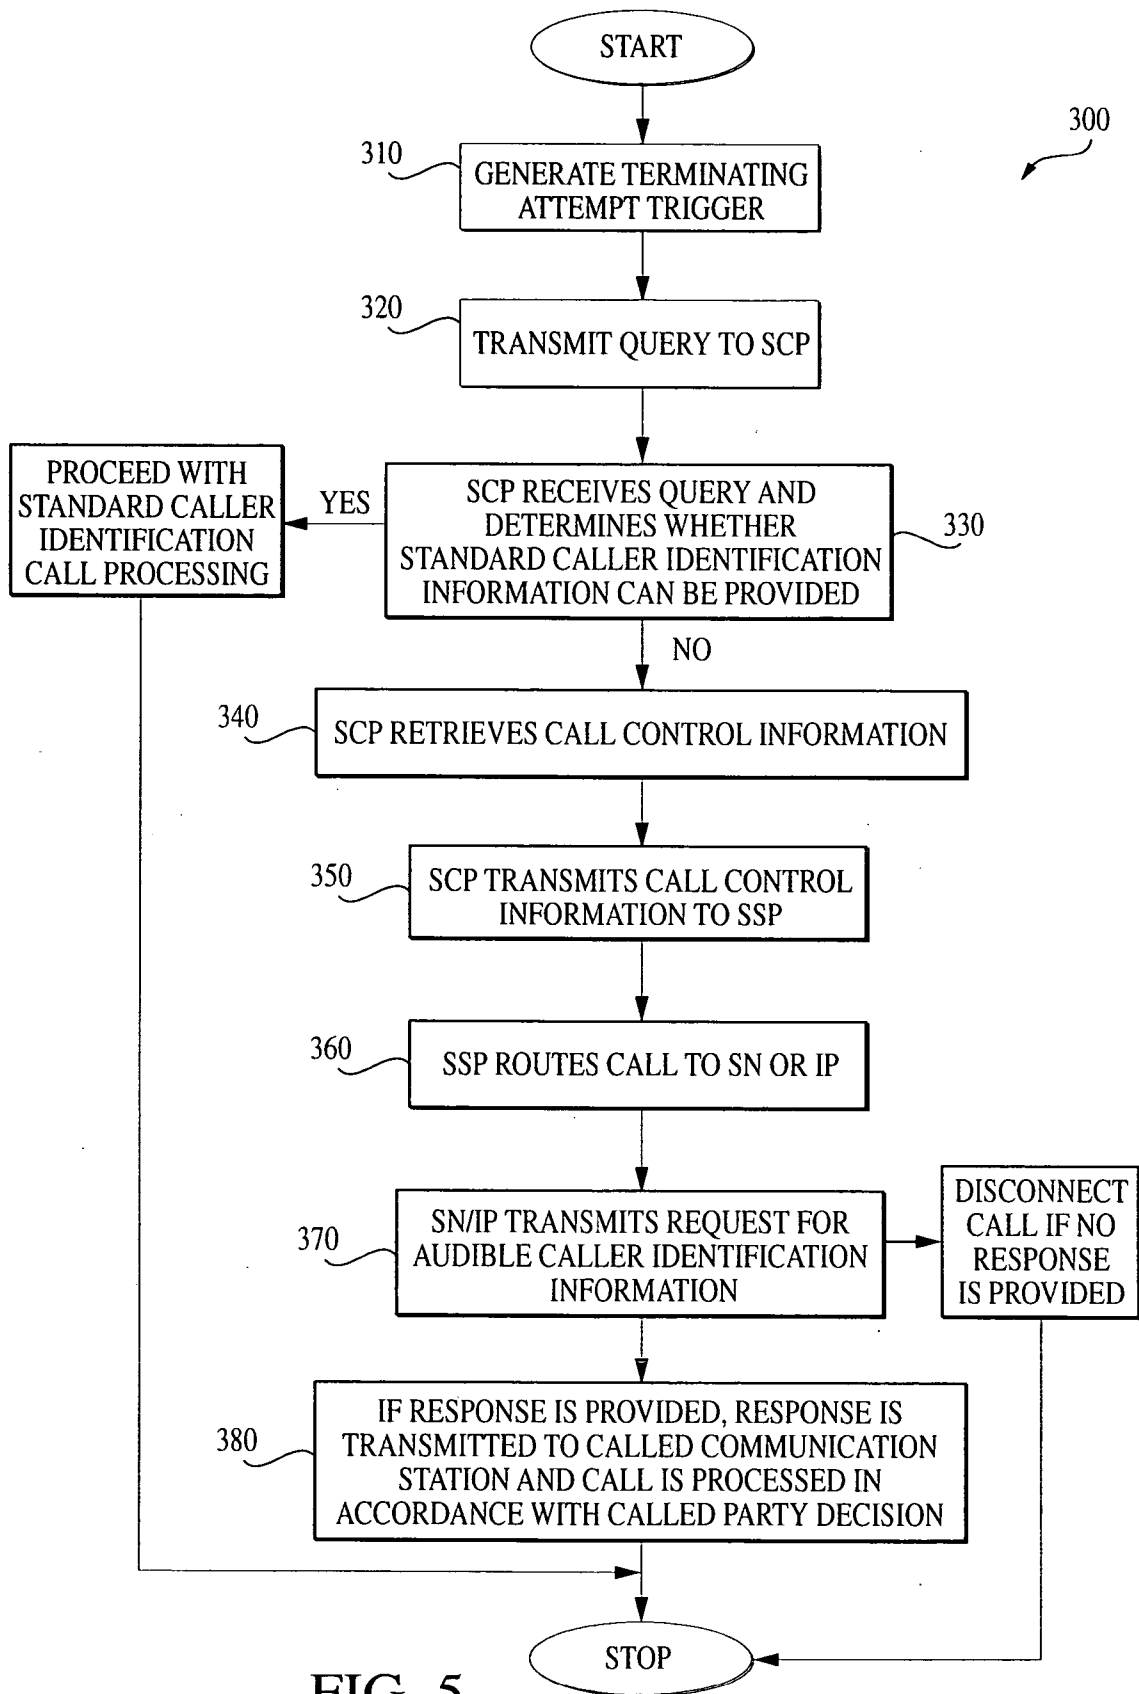 START
300
310
GENERATE TERMINATING
ATTEMPT TRIGGER
320
TRANSMIT QUERY TO SCP
PROCEED WITH
STANDARD CALLER
IDENTIFICATION
CALL PROCESSING
YES
SCP RECEIVES QUERY AND
DETERMINES WHETHER
STANDARD CALLER IDENTIFICATION
INFORMATION CAN BE PROVIDED
330
NO
340
SCP RETRIEVES CALL CONTROL INFORMATION
350
SCP TRANSMITS CALL CONTROL
INFORMATION TO SSP
360
SSP ROUTES CALL TO SN OR IP
370
SN/IP TRANSMITS REQUEST FOR
AUDIBLE CALLER IDENTIFICATION
INFORMATION
DISCONNECT
CALL IF NO
RESPONSE
IS PROVIDED
380
IF RESPONSE IS PROVIDED, RESPONSE IS
TRANSMITTED TO CALLED COMMUNICATION
STATION AND CALL IS PROCESSED IN
ACCORDANCE WITH CALLED PARTY DECISION
STOP
FIG. 5